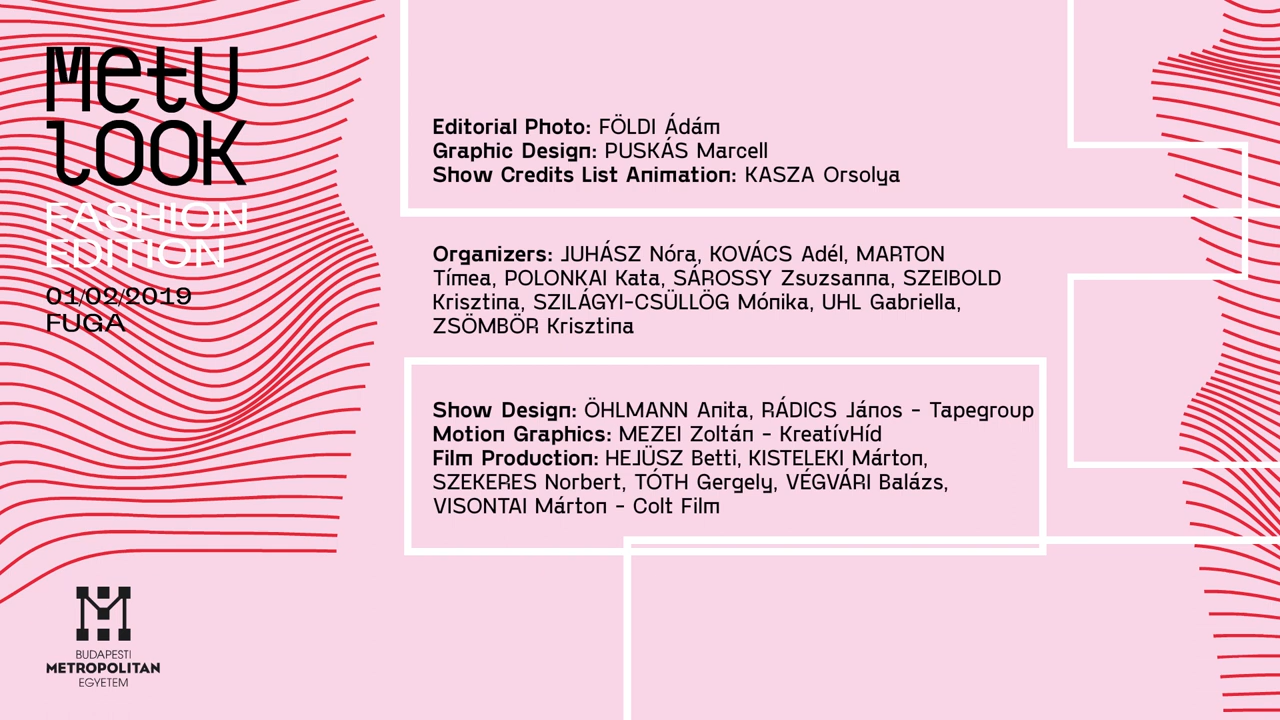 MetU
lOOK
FASHION
EDITION
01/02/2019
FUGA
Editorial Photo: FÖLDI Ádám
Graphic Design: PUSKÁS Marcell
Show Credits List Animation: KASZA Orsolya
Organizers: JUHÁSZ Nóra, KOVÁCS Adél, MARTON
Tímea, POLONKAI Kata, SÁROSSY Zsuzsanna, SZEIBOLD
Krisztina, SZILÁGYI-CSÜLLÖG Mónika, UHL Gabriella,
ZSÖMBÖR Krisztina
Show Design: ÖHLMANN Anita, RÁDICS János - Tapegroup
Motion Graphics: MEZEI Zoltán - KreatívHíd
Film Production: HEJÜSZ Betti, KISTELEKI Márton,
SZEKERES Norbert, TÓTH Gergely, VÉGVÁRI Balázs,
VISONTAI Márton - Colt Film
BUDAPESTI
METROPOLITAN
EGYETEM